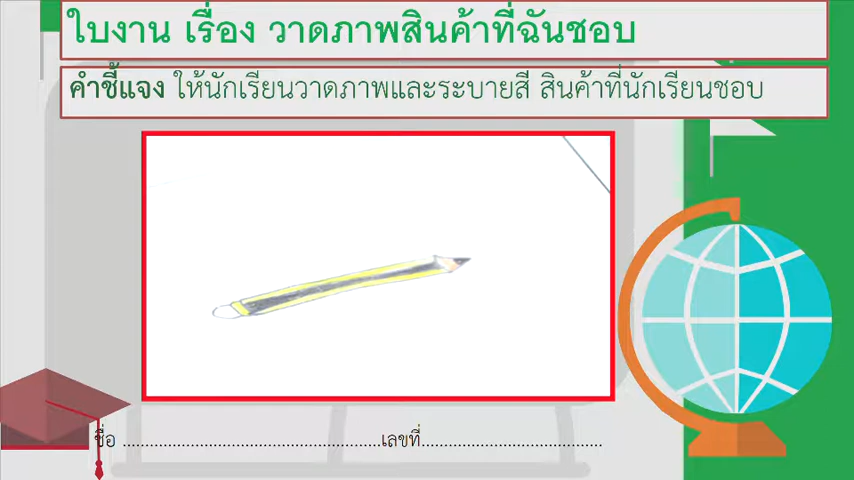 ใบงาน เรื่อง วาดภาพสินค้าที่ฉันชอบ
คำชี้แจง ให้นักเรียนวาดภาพและระบายสี สินค้าที่นักเรียนชอบ
ชื่อ .........................................................เลขที่........................................